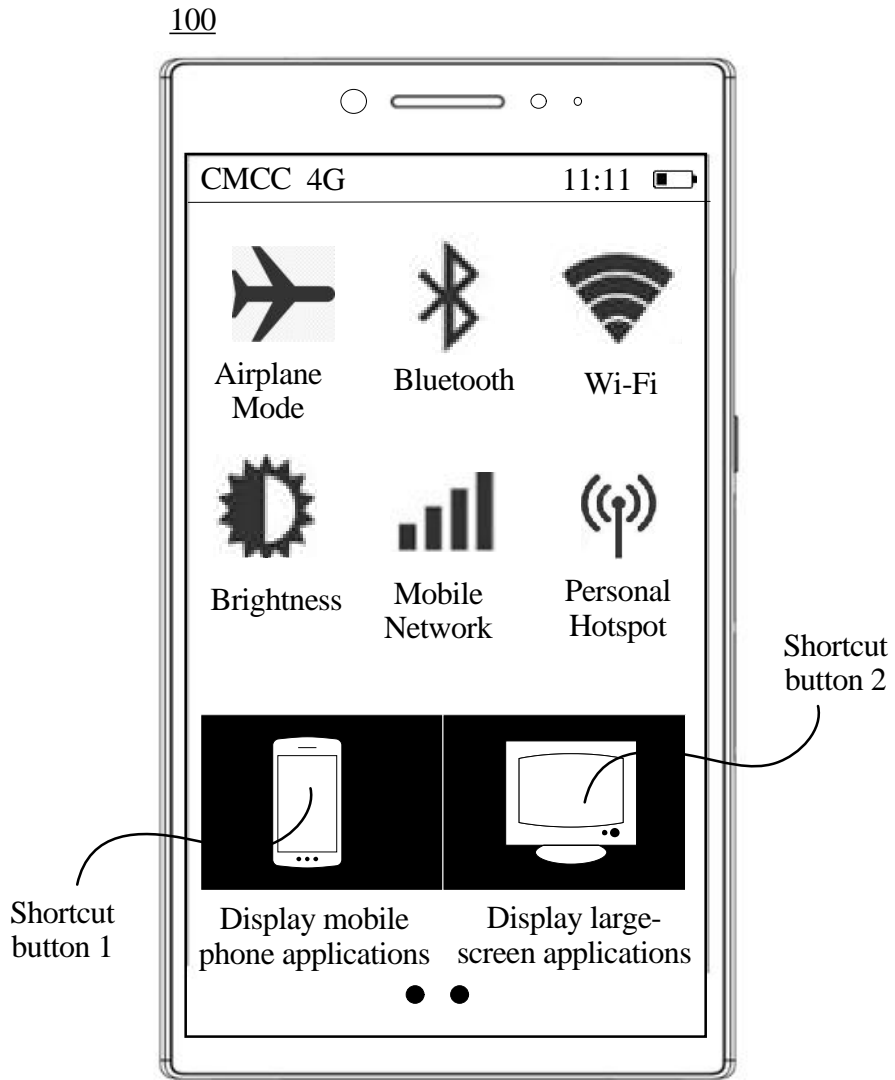 100
CMCC 4G 11:11
Airplane
Mode
Bluetooth
Wi-Fi
Brightness
Mobile
Network
Personal
Hotspot
Shortcut
button 2
Shortcut
button 1
Display mobile
phone applications
Display large-
screen applications